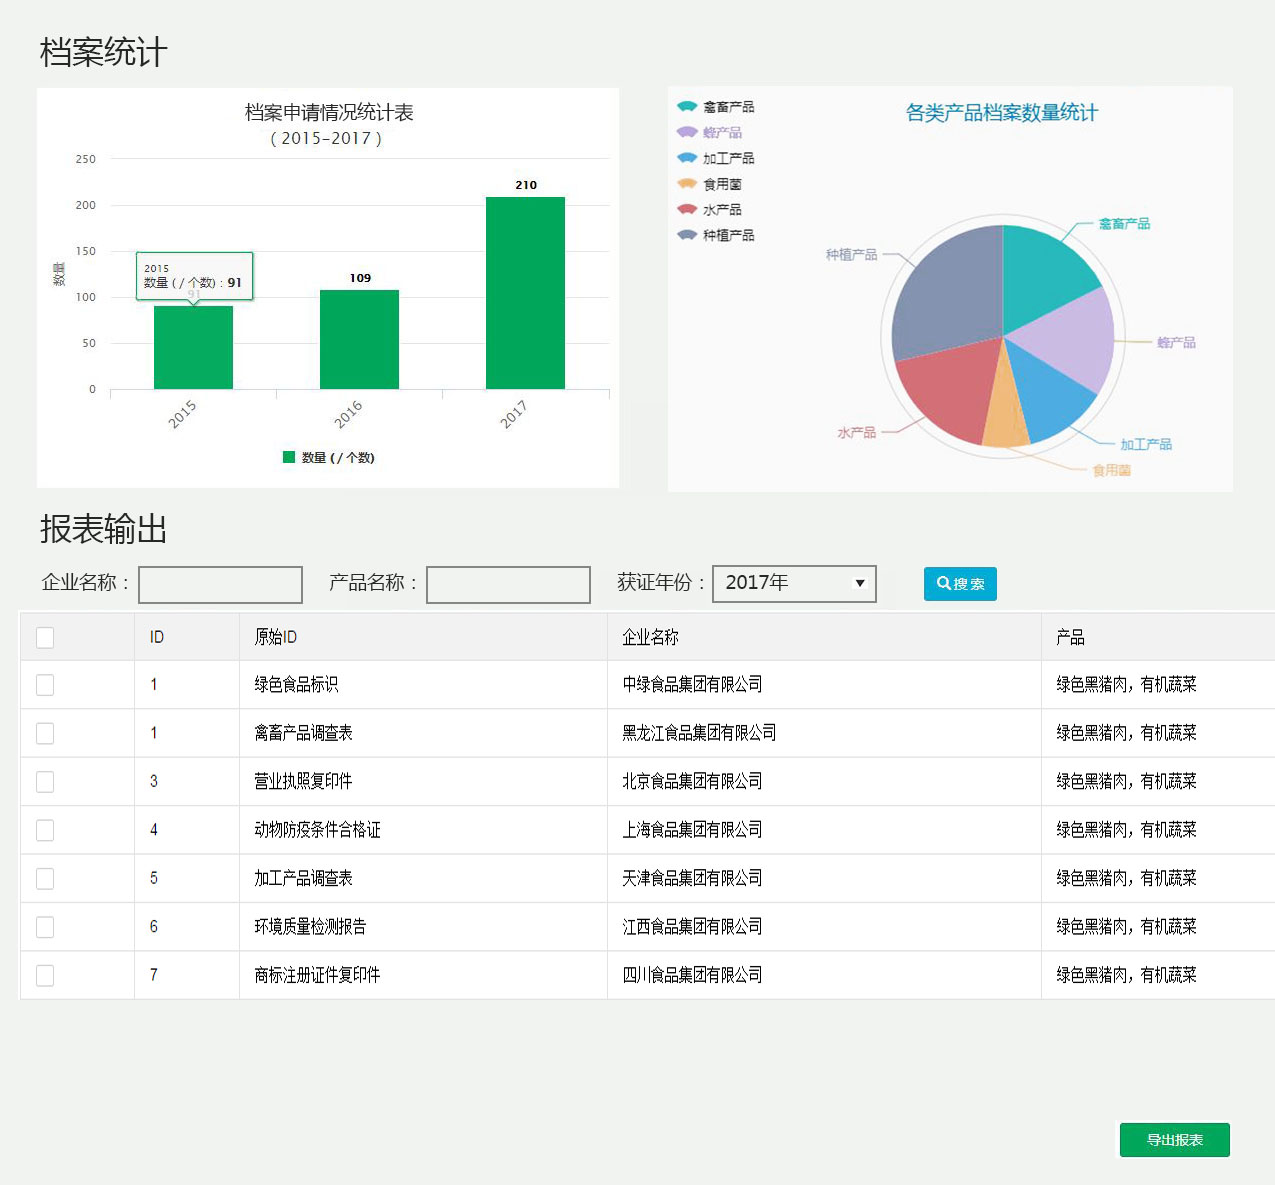 档案统计
档案申请情况统计表
( 2015-2017 )
250
200
150
100
50
0
数量
2015
数量 ( / 个数) : 91
91
109
210
2015
2016
2017
数量 ( / 个数)
各类产品档案数量统计
禽畜产品
蜂产品
加工产品
食用菌
水产品
种植产品
禽畜产品
种植产品
蜂产品
水产品
加工产品
食用菌
报表输出
企业名称： 产品名称： 获证年份： 2017年 搜索
ID 原始ID 企业名称 产品
1 绿色食品标识 中绿食品集团有限公司 绿色黑猪肉，有机蔬菜
1 禽畜产品调查表 黑龙江食品集团有限公司 绿色黑猪肉，有机蔬菜
3 营业执照复印件 北京食品集团有限公司 绿色黑猪肉，有机蔬菜
4 动物防疫条件合格证 上海食品集团有限公司 绿色黑猪肉，有机蔬菜
5 加工产品调查表 天津食品集团有限公司 绿色黑猪肉，有机蔬菜
6 环境质量检测报告 江西食品集团有限公司 绿色黑猪肉，有机蔬菜
7 商标注册证件复印件 四川食品集团有限公司 绿色黑猪肉，有机蔬菜
导出报表